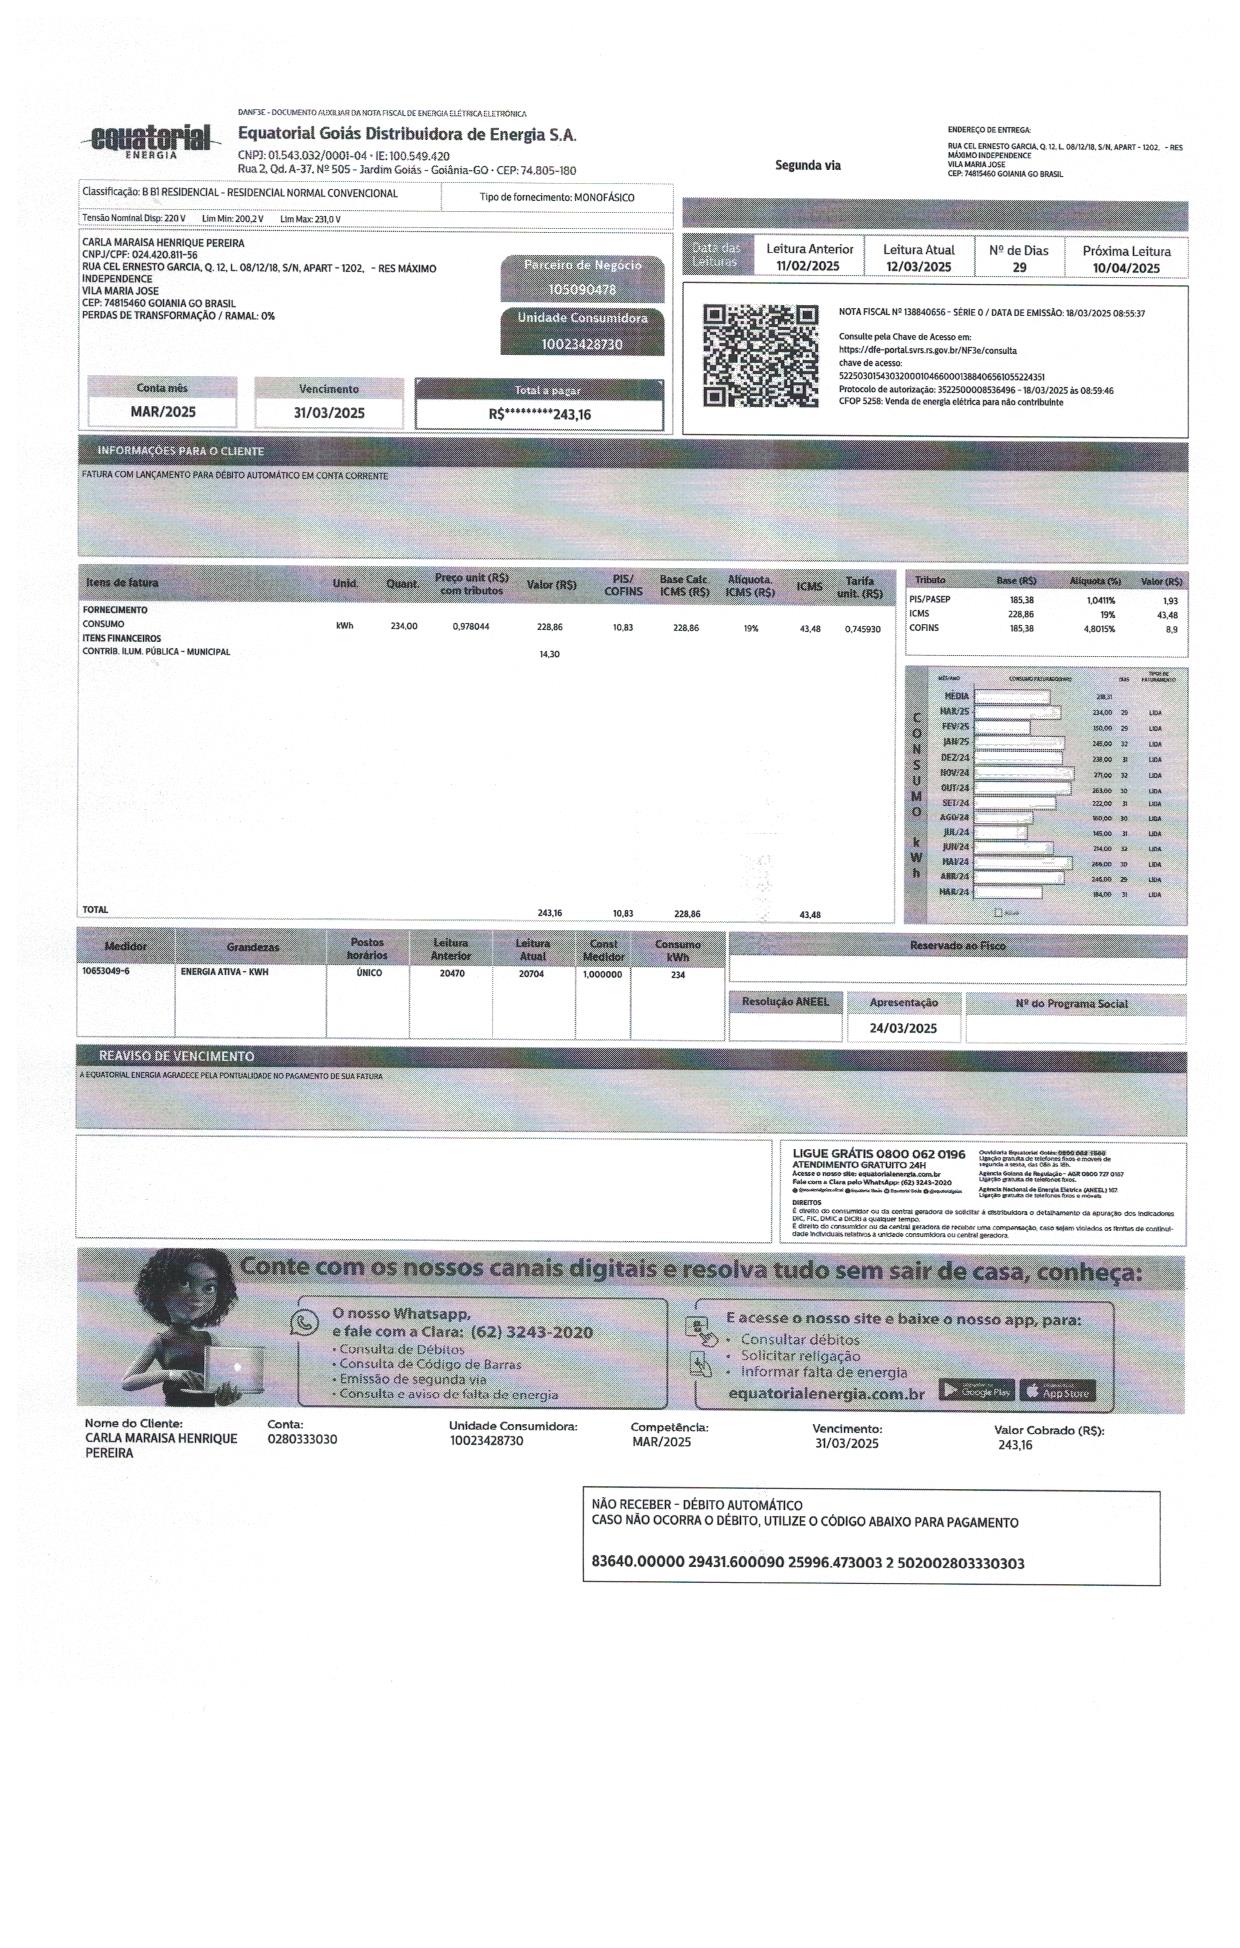 DANF3E - DOCUMENTO AUXILIAR DA NOTA FISCAL DE ENERGIA ELÉTRICA ELETRÔNICA
equatorial
ENERGIA
Equatorial Goiás Distribuidora de Energia S.A.
CNPJ: 01.543.032/0001-04 · IE: 100.549.420
Rua 2, Qd. A-37, Nº 505 - Jardim Goiás - Goiânia-GO · CEP: 74.805-180
Segunda via
ENDEREÇO DE ENTREGA:
RUA CEL ERNESTO GARCIA, Q. 12, L. 08/12/18, S/N, APART - 1202, - RES
MÁXIMO INDEPENDENCE
VILA MARIA JOSE
CEP: 74815460 GOIANIA GO BRASIL
Classificação: B B1 RESIDENCIAL - RESIDENCIAL NORMAL CONVENCIONAL
Tipo de fornecimento: MONOFÁSICO
Tensão Nominal Disp: 220 V Lim Min: 200,2 V Lim Max: 231,0 V
CARLA MARAISA HENRIQUE PEREIRA
CNPJ/CPF: 024.420.811-56
RUA CEL ERNESTO GARCIA, Q. 12, L. 08/12/18, S/N, APART - 1202, - RES MÁXIMO
INDEPENDENCE
VILA MARIA JOSE
CEP: 74815460 GOIANIA GO BRASIL
PERDAS DE TRANSFORMAÇÃO / RAMAL: 0%
Parceiro de Negócio
105090478
Unidade Consumidora
10023428730
Conta mês Vencimento Total a pagar
MAR/2025 31/03/2025 R$*********243,16
Data das Leituras
Leitura Anterior Leitura Atual Nº de Dias Próxima Leitura
11/02/2025 12/03/2025 29 10/04/2025
NOTA FISCAL Nº 138840656 - SÉRIE 0 / DATA DE EMISSÃO: 18/03/2025 08:55:37
Consulte pela Chave de Acesso em:
https://dfe-portal.svrs.rs.gov.br/NF3e/consulta
chave de acesso:
52250301543032000104660001388406561055224351
Protocolo de autorização: 3522500008536496 - 18/03/2025 às 08:59:46
CFOP 5258: Venda de energia elétrica para não contribuinte
INFORMAÇÕES PARA O CLIENTE
FATURA COM LANÇAMENTO PARA DÉBITO AUTOMÁTICO EM CONTA CORRENTE
Itens de fatura Unid. Quant. Preço unit (R$) com tributos Valor (R$) PIS/COFINS Base Calc. ICMS (R$) Alíquota. ICMS (R$) ICMS Tarifa unit. (R$)
FORNECIMENTO
CONSUMO kWh 234,00 0,978044 228,86 10,83 228,86 19% 43,48 0,745930
ITENS FINANCEIROS
CONTRIB. ILUM. PÚBLICA - MUNICIPAL 14,30
TOTAL 243,16 10,83 228,86 43,48
Tributo Base (R$) Alíquota (%) Valor (R$)
PIS/PASEP 185,38 1,0411% 1,93
ICMS 228,86 19% 43,48
COFINS 185,38 4,8015% 8,9
CONSUMO kWh
MÊS/ANO CONSUMO FATURADO(KWH) DIAS TIPOS DE FATURAMENTO
MÉDIA 218,31
MAR/25 234,00 29 LIDA
FEV/25 150,00 29 LIDA
JAN/25 245,00 32 LIDA
DEZ/24 238,00 31 LIDA
NOV/24 271,00 32 LIDA
OUT/24 263,00 30 LIDA
SET/24 222,00 31 LIDA
AGO/24 160,00 30 LIDA
JUL/24 145,00 31 LIDA
JUN/24 214,00 32 LIDA
MAI/24 266,00 30 LIDA
ABR/24 246,00 29 LIDA
MAR/24 184,00 31 LIDA
Medidor Grandezas Postos horários Leitura Anterior Leitura Atual Const Medidor Consumo kWh
10653049-6 ENERGIA ATIVA - KWH ÚNICO 20470 20704 1,000000 234
Reservado ao Fisco
Resolução ANEEL Apresentação Nº do Programa Social
24/03/2025
REAVISO DE VENCIMENTO
A EQUATORIAL ENERGIA AGRADECE PELA PONTUALIDADE NO PAGAMENTO DE SUA FATURA
LIGUE GRÁTIS 0800 062 0196
ATENDIMENTO GRATUITO 24H
Acesse o nosso site: equatorialenergia.com.br
Fale com a Clara pelo WhatsApp: (62) 3243-2020
Ouvidoria Equatorial Goiás: 0800 062 1500
Ligação gratuita de telefones fixos e móveis de
segunda a sexta, das 08h às 18h.
Agência Goiana de Regulação - AGR 0800 727 0167
Ligação gratuita de telefones fixos.
Agência Nacional de Energia Elétrica (ANEEL) 167
Ligação gratuita de telefones fixos e móveis
DIREITOS
É direito do consumidor ou da central geradora de solicitar à distribuidora o detalhamento da apuração dos indicadores
DIC, FIC, DMIC e DICRI a qualquer tempo.
É direito do consumidor ou da central geradora de receber uma compensação, caso sejam violados os limites de continui-
dade individuais relativos à unidade consumidora ou central geradora.
Conte com os nossos canais digitais e resolva tudo sem sair de casa, conheça:
O nosso Whatsapp,
e fale com a Clara: (62) 3243-2020
• Consulta de Débitos
• Consulta de Código de Barras
• Emissão de segunda via
• Consulta e aviso de falta de energia
E acesse o nosso site e baixe o nosso app, para:
• Consultar débitos
• Solicitar religação
• Informar falta de energia
equatorialenergia.com.br
Google Play
App Store
Nome do Cliente: Conta: Unidade Consumidora: Competência: Vencimento: Valor Cobrado (R$):
CARLA MARAISA HENRIQUE 0280333030 10023428730 MAR/2025 31/03/2025 243,16
PEREIRA
NÃO RECEBER - DÉBITO AUTOMÁTICO
CASO NÃO OCORRA O DÉBITO, UTILIZE O CÓDIGO ABAIXO PARA PAGAMENTO
83640.00000 29431.600090 25996.473003 2 502002803330303